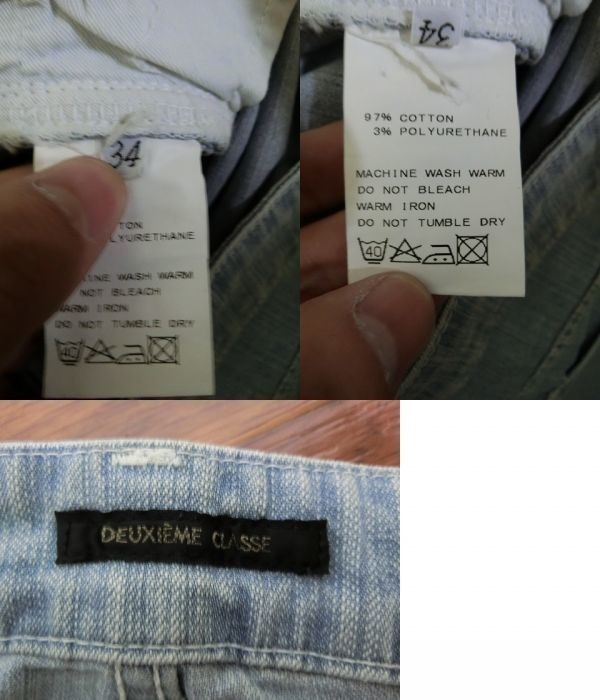 34
TON
LYURETHANE
INE WASH WARM
NOT BLEACH
WARM IRON
DO NOT TUMBLE DRY
40
34
97% COTTON
3% POLYURETHANE
MACHINE WASH WARM
DO NOT BLEACH
WARM IRON
DO NOT TUMBLE DRY
40
DEUXIÈME CLASSE